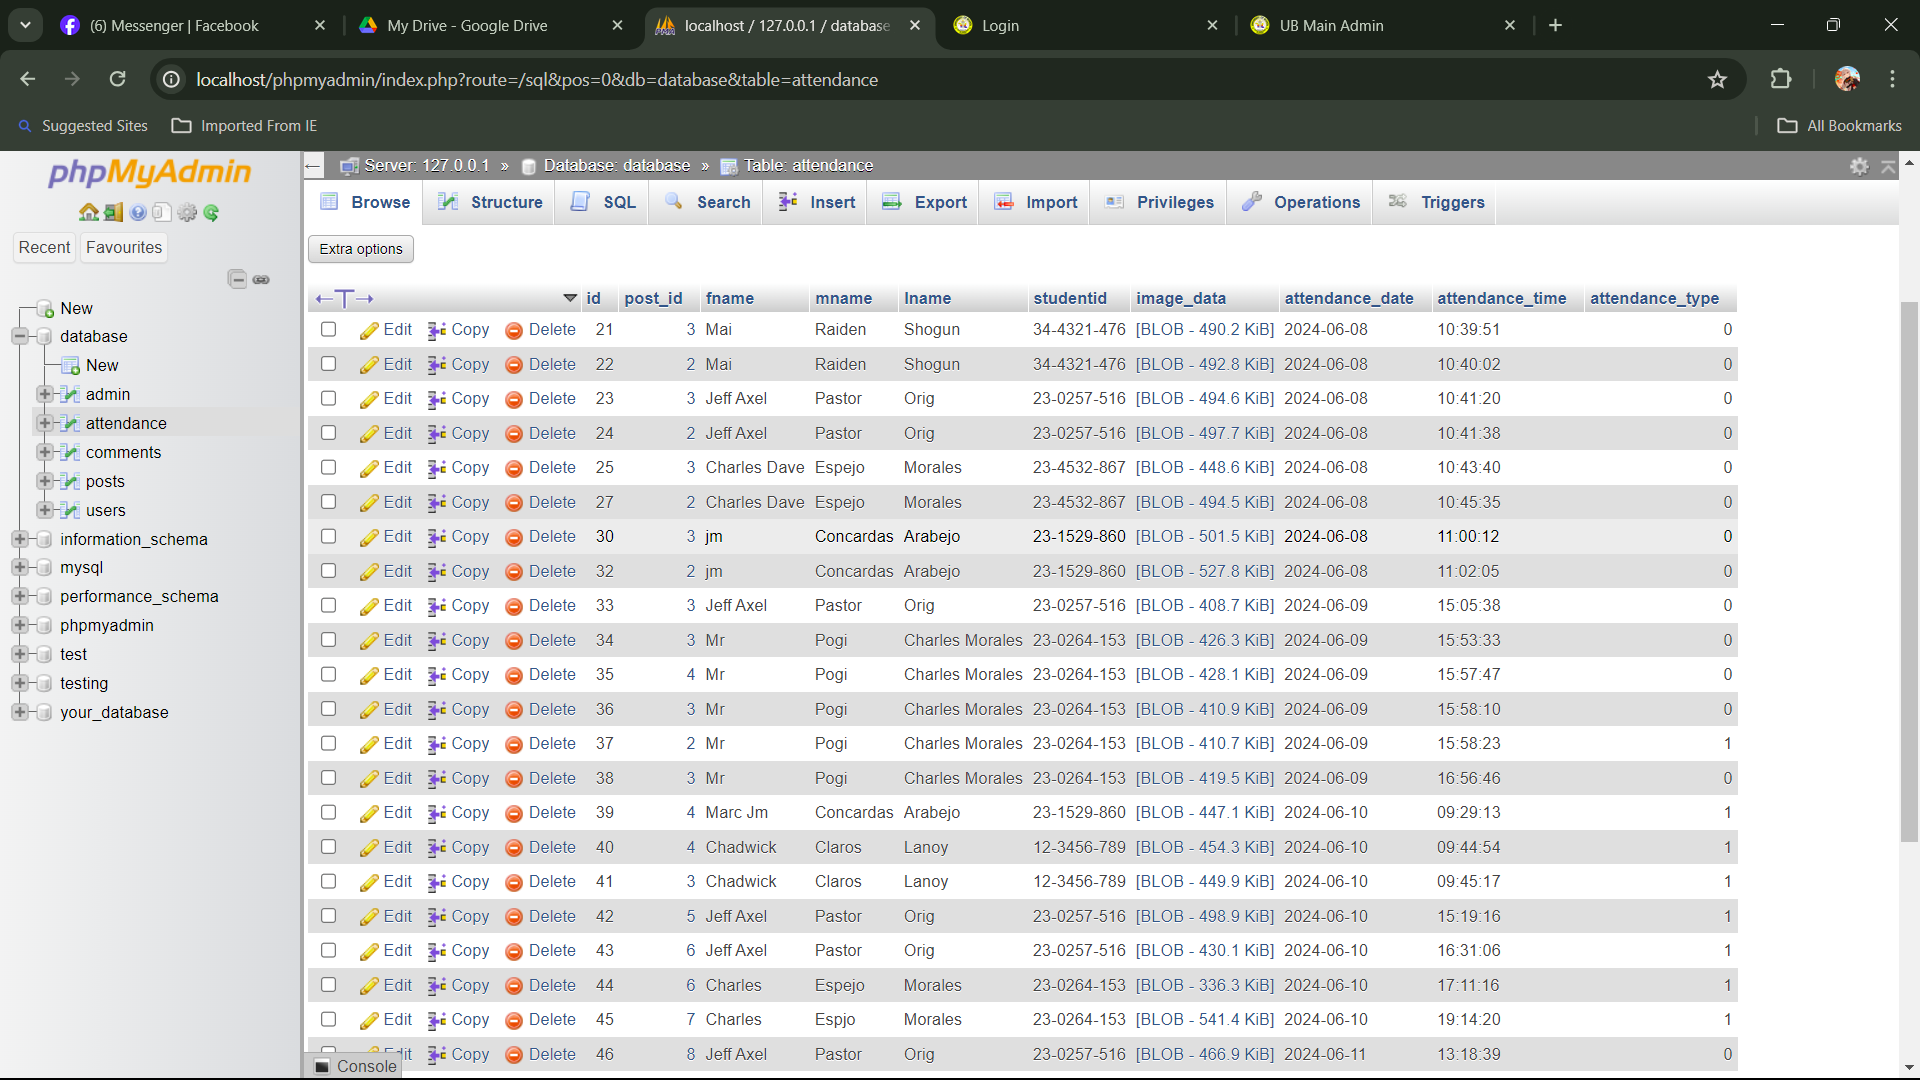 (6) Messenger | Facebook
My Drive - Google Drive
localhost / 127.0.0.1 / database
Login
UB Main Admin
localhost/phpmyadmin/index.php?route=/sql&pos=0&db=database&table=attendance
Suggested Sites
Imported From IE
All Bookmarks
phpMyAdmin
Recent Favourites
New
database
New
admin
attendance
comments
posts
users
information_schema
mysql
performance_schema
phpmyadmin
test
testing
your_database
Server: 127.0.0.1 » Database: database » Table: attendance
Browse Structure SQL Search Insert Export Import Privileges Operations Triggers
Extra options
←T→ id post_id fname mname lname studentid image_data attendance_date attendance_time attendance_type
Edit Copy Delete 21 3 Mai Raiden Shogun 34-4321-476 [BLOB - 490.2 KiB] 2024-06-08 10:39:51 0
Edit Copy Delete 22 2 Mai Raiden Shogun 34-4321-476 [BLOB - 492.8 KiB] 2024-06-08 10:40:02 0
Edit Copy Delete 23 3 Jeff Axel Pastor Orig 23-0257-516 [BLOB - 494.6 KiB] 2024-06-08 10:41:20 0
Edit Copy Delete 24 2 Jeff Axel Pastor Orig 23-0257-516 [BLOB - 497.7 KiB] 2024-06-08 10:41:38 0
Edit Copy Delete 25 3 Charles Dave Espejo Morales 23-4532-867 [BLOB - 448.6 KiB] 2024-06-08 10:43:40 0
Edit Copy Delete 27 2 Charles Dave Espejo Morales 23-4532-867 [BLOB - 494.5 KiB] 2024-06-08 10:45:35 0
Edit Copy Delete 30 3 jm Concardas Arabejo 23-1529-860 [BLOB - 501.5 KiB] 2024-06-08 11:00:12 0
Edit Copy Delete 32 2 jm Concardas Arabejo 23-1529-860 [BLOB - 527.8 KiB] 2024-06-08 11:02:05 0
Edit Copy Delete 33 3 Jeff Axel Pastor Orig 23-0257-516 [BLOB - 408.7 KiB] 2024-06-09 15:05:38 0
Edit Copy Delete 34 3 Mr Pogi Charles Morales 23-0264-153 [BLOB - 426.3 KiB] 2024-06-09 15:53:33 0
Edit Copy Delete 35 4 Mr Pogi Charles Morales 23-0264-153 [BLOB - 428.1 KiB] 2024-06-09 15:57:47 0
Edit Copy Delete 36 3 Mr Pogi Charles Morales 23-0264-153 [BLOB - 410.9 KiB] 2024-06-09 15:58:10 0
Edit Copy Delete 37 2 Mr Pogi Charles Morales 23-0264-153 [BLOB - 410.7 KiB] 2024-06-09 15:58:23 1
Edit Copy Delete 38 3 Mr Pogi Charles Morales 23-0264-153 [BLOB - 419.5 KiB] 2024-06-09 16:56:46 0
Edit Copy Delete 39 4 Marc Jm Concardas Arabejo 23-1529-860 [BLOB - 447.1 KiB] 2024-06-10 09:29:13 1
Edit Copy Delete 40 4 Chadwick Claros Lanoy 12-3456-789 [BLOB - 454.3 KiB] 2024-06-10 09:44:54 1
Edit Copy Delete 41 3 Chadwick Claros Lanoy 12-3456-789 [BLOB - 449.9 KiB] 2024-06-10 09:45:17 1
Edit Copy Delete 42 5 Jeff Axel Pastor Orig 23-0257-516 [BLOB - 498.9 KiB] 2024-06-10 15:19:16 1
Edit Copy Delete 43 6 Jeff Axel Pastor Orig 23-0257-516 [BLOB - 430.1 KiB] 2024-06-10 16:31:06 1
Edit Copy Delete 44 6 Charles Espejo Morales 23-0264-153 [BLOB - 336.3 KiB] 2024-06-10 17:11:16 1
Edit Copy Delete 45 7 Charles Espjo Morales 23-0264-153 [BLOB - 541.4 KiB] 2024-06-10 19:14:20 1
Edit Copy Delete 46 8 Jeff Axel Pastor Orig 23-0257-516 [BLOB - 466.9 KiB] 2024-06-11 13:18:39 0
Console